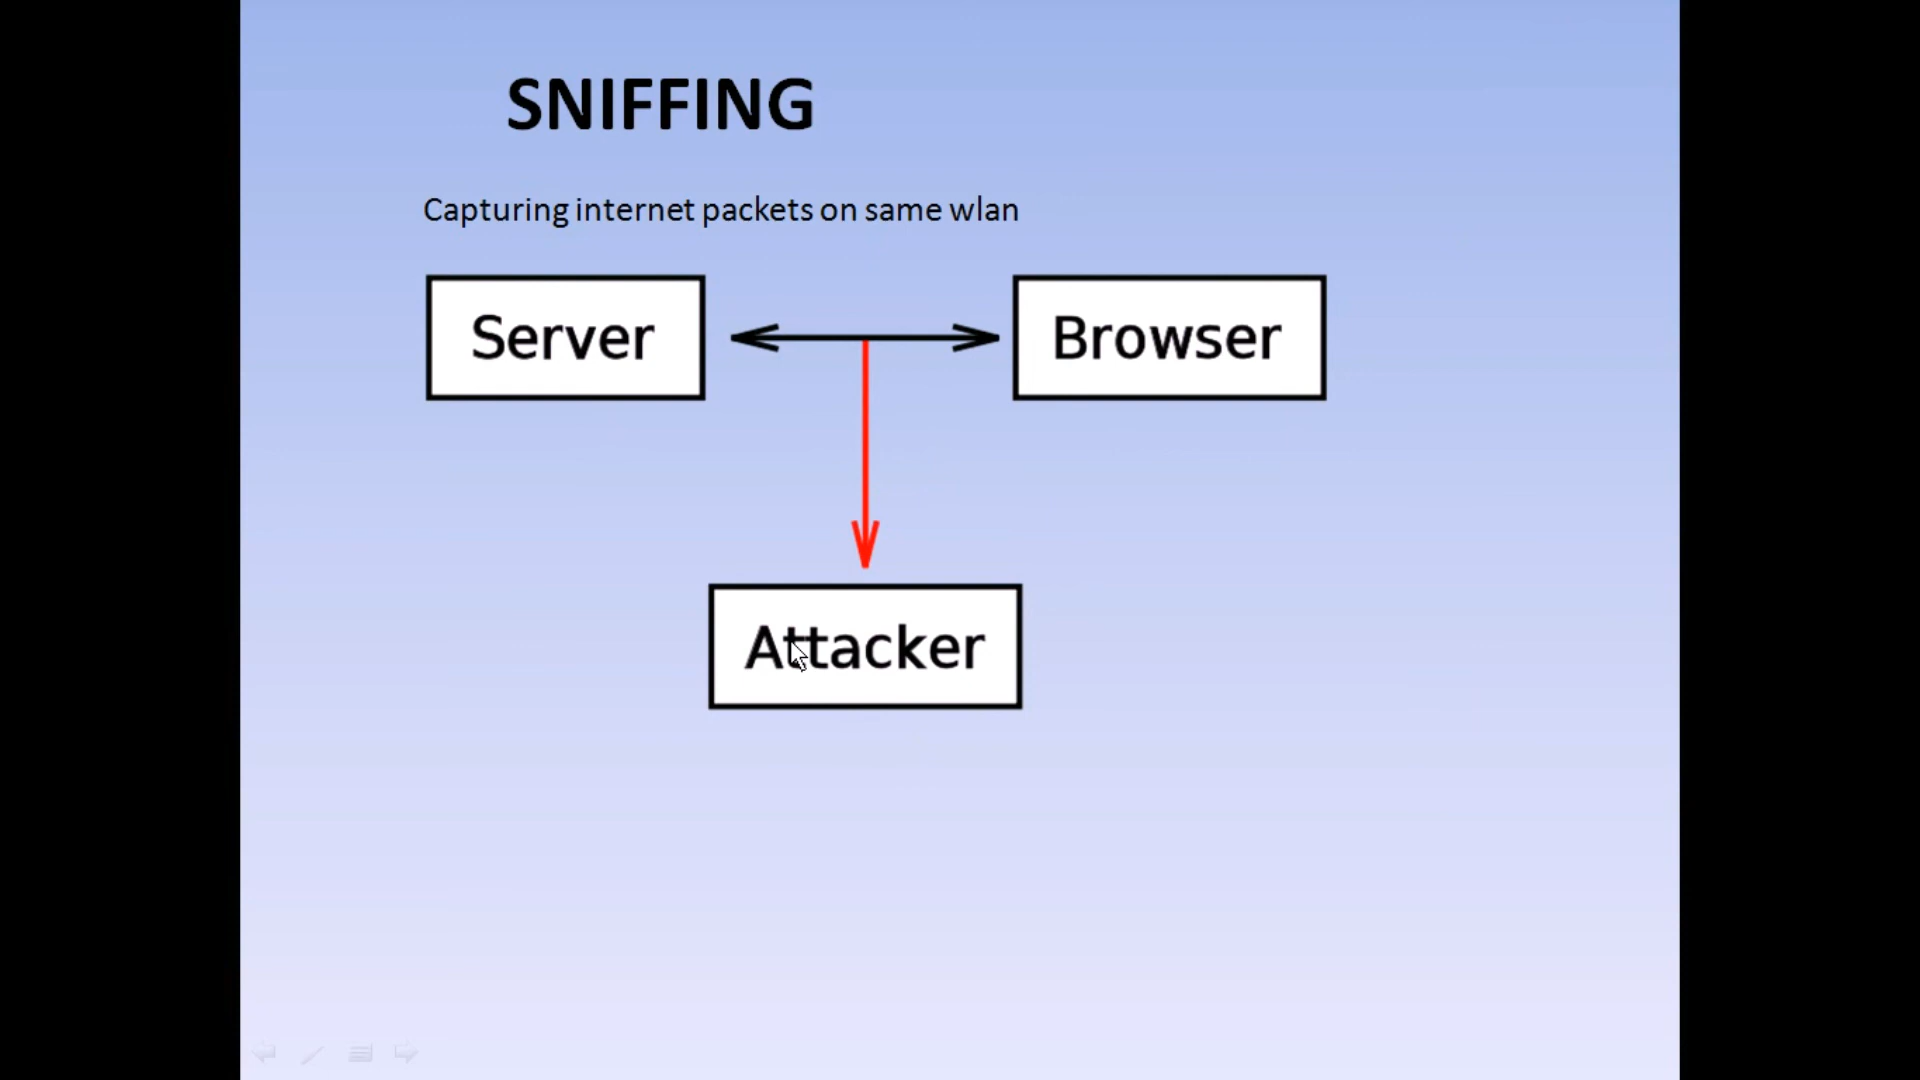 SNIFFING
Capturing internet packets on same wlan
Server
Browser
Attacker